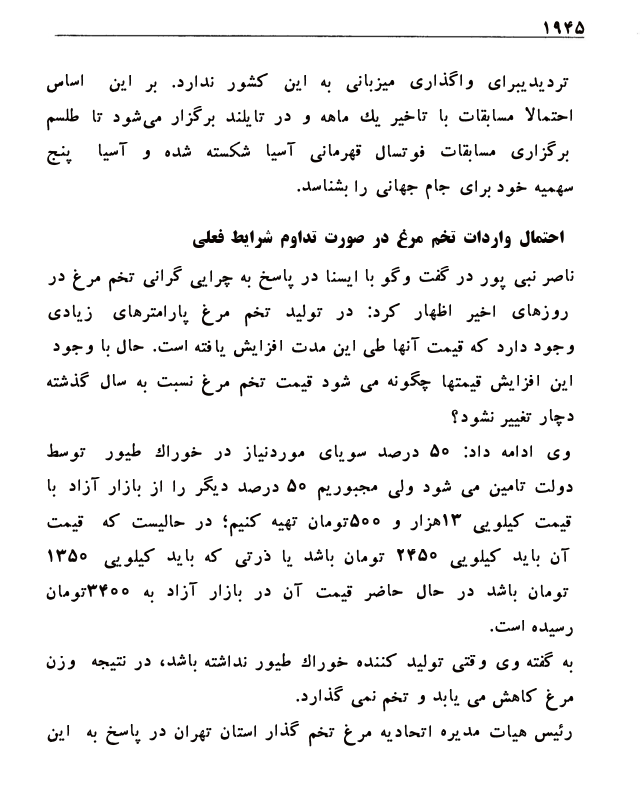 ۱۹۴۵
تردیدیبرای واگذاری میزبانی به این کشور ندارد. بر این اساس
احتمالا مسابقات با تاخیر یك ماهه و در تایلند برگزار می‌شود تا طلسم
برگزاری مسابقات فوتسال قهرمانی آسیا شکسته شده و آسیا پنج
سهمیه خود برای جام جهانی را بشناسد.
احتمال واردات تخم مرغ در صورت تداوم شرایط فعلی
ناصر نبی پور در گفت وگو با ایسنا در پاسخ به چرایی گرانی تخم مرغ در
روزهای اخیر اظهار کرد: در تولید تخم مرغ پارامترهای زیادی
وجود دارد که قیمت آنها طی این مدت افزایش یافته است. حال با وجود
این افزایش قیمتها چگونه می شود قیمت تخم مرغ نسبت به سال گذشته
دچار تغییر نشود؟
وی ادامه داد: ۵۰ درصد سویای موردنیاز در خوراك طیور توسط
دولت تامین می شود ولی مجبوریم ۵۰ درصد دیگر را از بازار آزاد با
قیمت کیلویی ۱۳هزار و ۵۰۰تومان تهیه کنیم؛ در حالیست که قیمت
آن باید کیلویی ۲۴۵۰ تومان باشد یا ذرتی که باید کیلویی ۱۳۵۰
تومان باشد در حال حاضر قیمت آن در بازار آزاد به ۳۴۰۰تومان
رسیده است.
به گفته وی وقتی تولید کننده خوراك طیور نداشته باشد، در نتیجه وزن
مرغ کاهش می یابد و تخم نمی گذارد.
رئیس هیات مدیره اتحادیه مرغ تخم گذار استان تهران در پاسخ به این